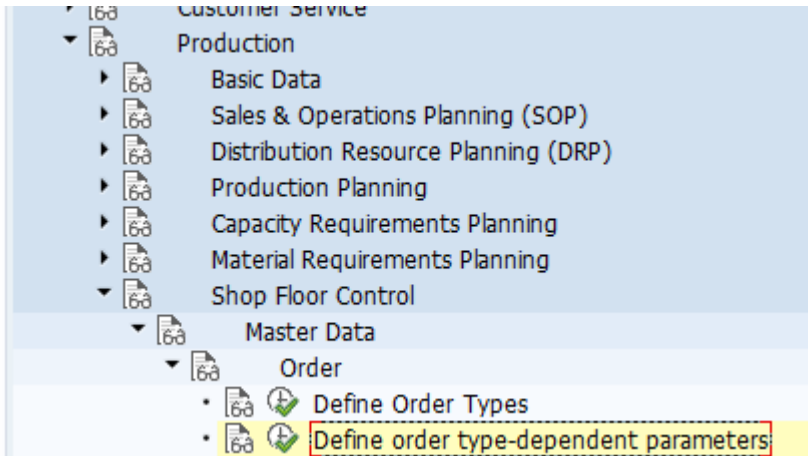 Customer Service
Production
Basic Data
Sales & Operations Planning (SOP)
Distribution Resource Planning (DRP)
Production Planning
Capacity Requirements Planning
Material Requirements Planning
Shop Floor Control
Master Data
Order
Define Order Types
Define order type-dependent parameters